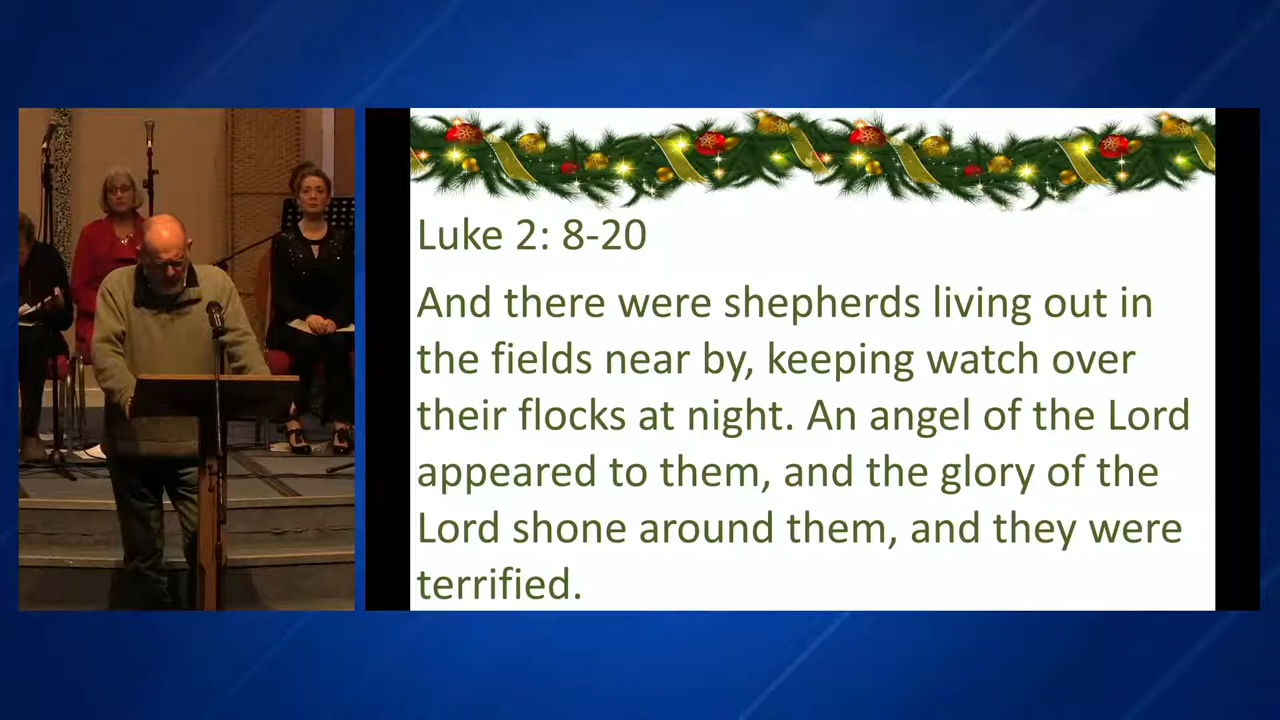 Luke 2: 8-20
And there were shepherds living out in
the fields near by, keeping watch over
their flocks at night. An angel of the Lord
appeared to them, and the glory of the
Lord shone around them, and they were
terrified.